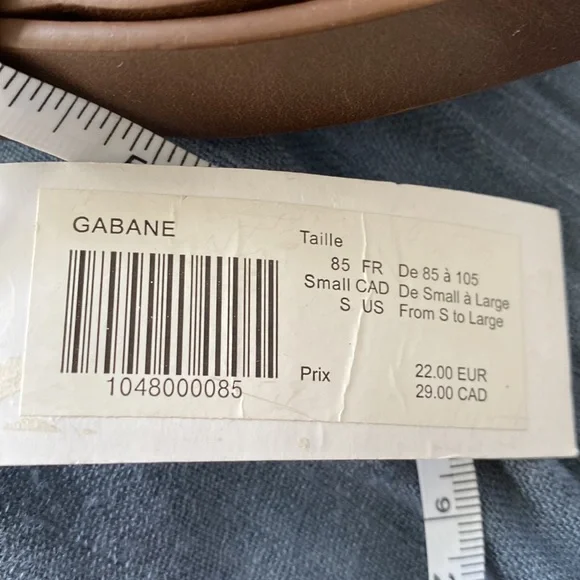 GABANE
1048000085
Taille
85 FR De 85 à 105
Small CAD De Small à Large
S US From S to Large
Prix 22.00 EUR
29.00 CAD
6